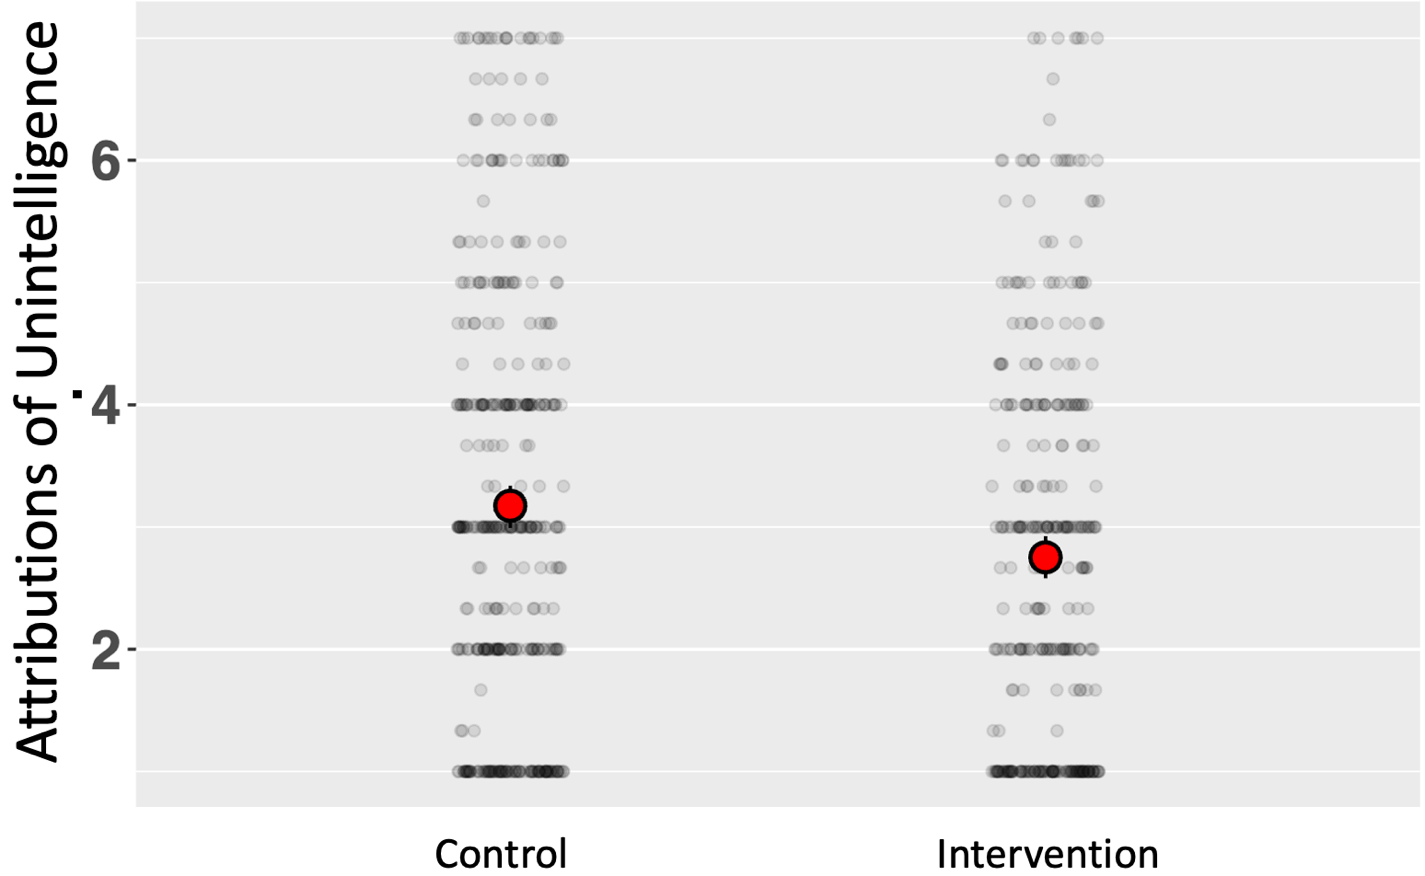 Attributions of Unintelligence
6
4
2
Control
Intervention